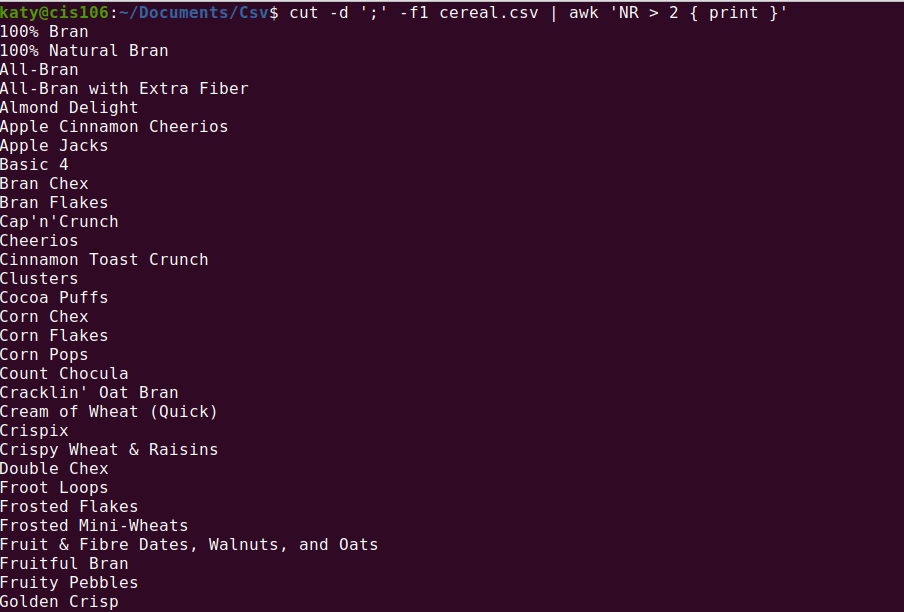 katy@cis106:~/Documents/Csv$ cut -d ';' -f1 cereal.csv | awk 'NR > 2 { print }'
100% Bran
100% Natural Bran
All-Bran
All-Bran with Extra Fiber
Almond Delight
Apple Cinnamon Cheerios
Apple Jacks
Basic 4
Bran Chex
Bran Flakes
Cap'n'Crunch
Cheerios
Cinnamon Toast Crunch
Clusters
Cocoa Puffs
Corn Chex
Corn Flakes
Corn Pops
Count Chocula
Cracklin' Oat Bran
Cream of Wheat (Quick)
Crispix
Crispy Wheat & Raisins
Double Chex
Froot Loops
Frosted Flakes
Frosted Mini-Wheats
Fruit & Fibre Dates, Walnuts, and Oats
Fruitful Bran
Fruity Pebbles
Golden Crisp